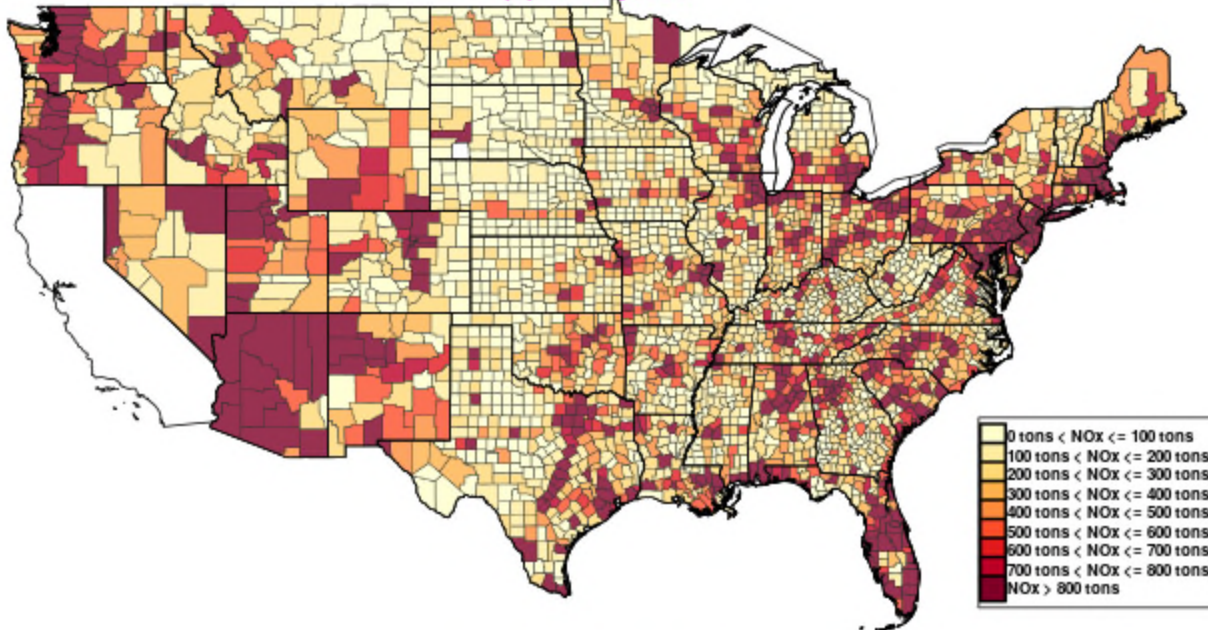 0 tons < NOx <= 100 tons
100 tons < NOx <= 200 tons
200 tons < NOx <= 300 tons
300 tons < NOx <= 400 tons
400 tons < NOx <= 500 tons
500 tons < NOx <= 600 tons
600 tons < NOx <= 700 tons
700 tons < NOx <= 800 tons
NOx > 800 tons